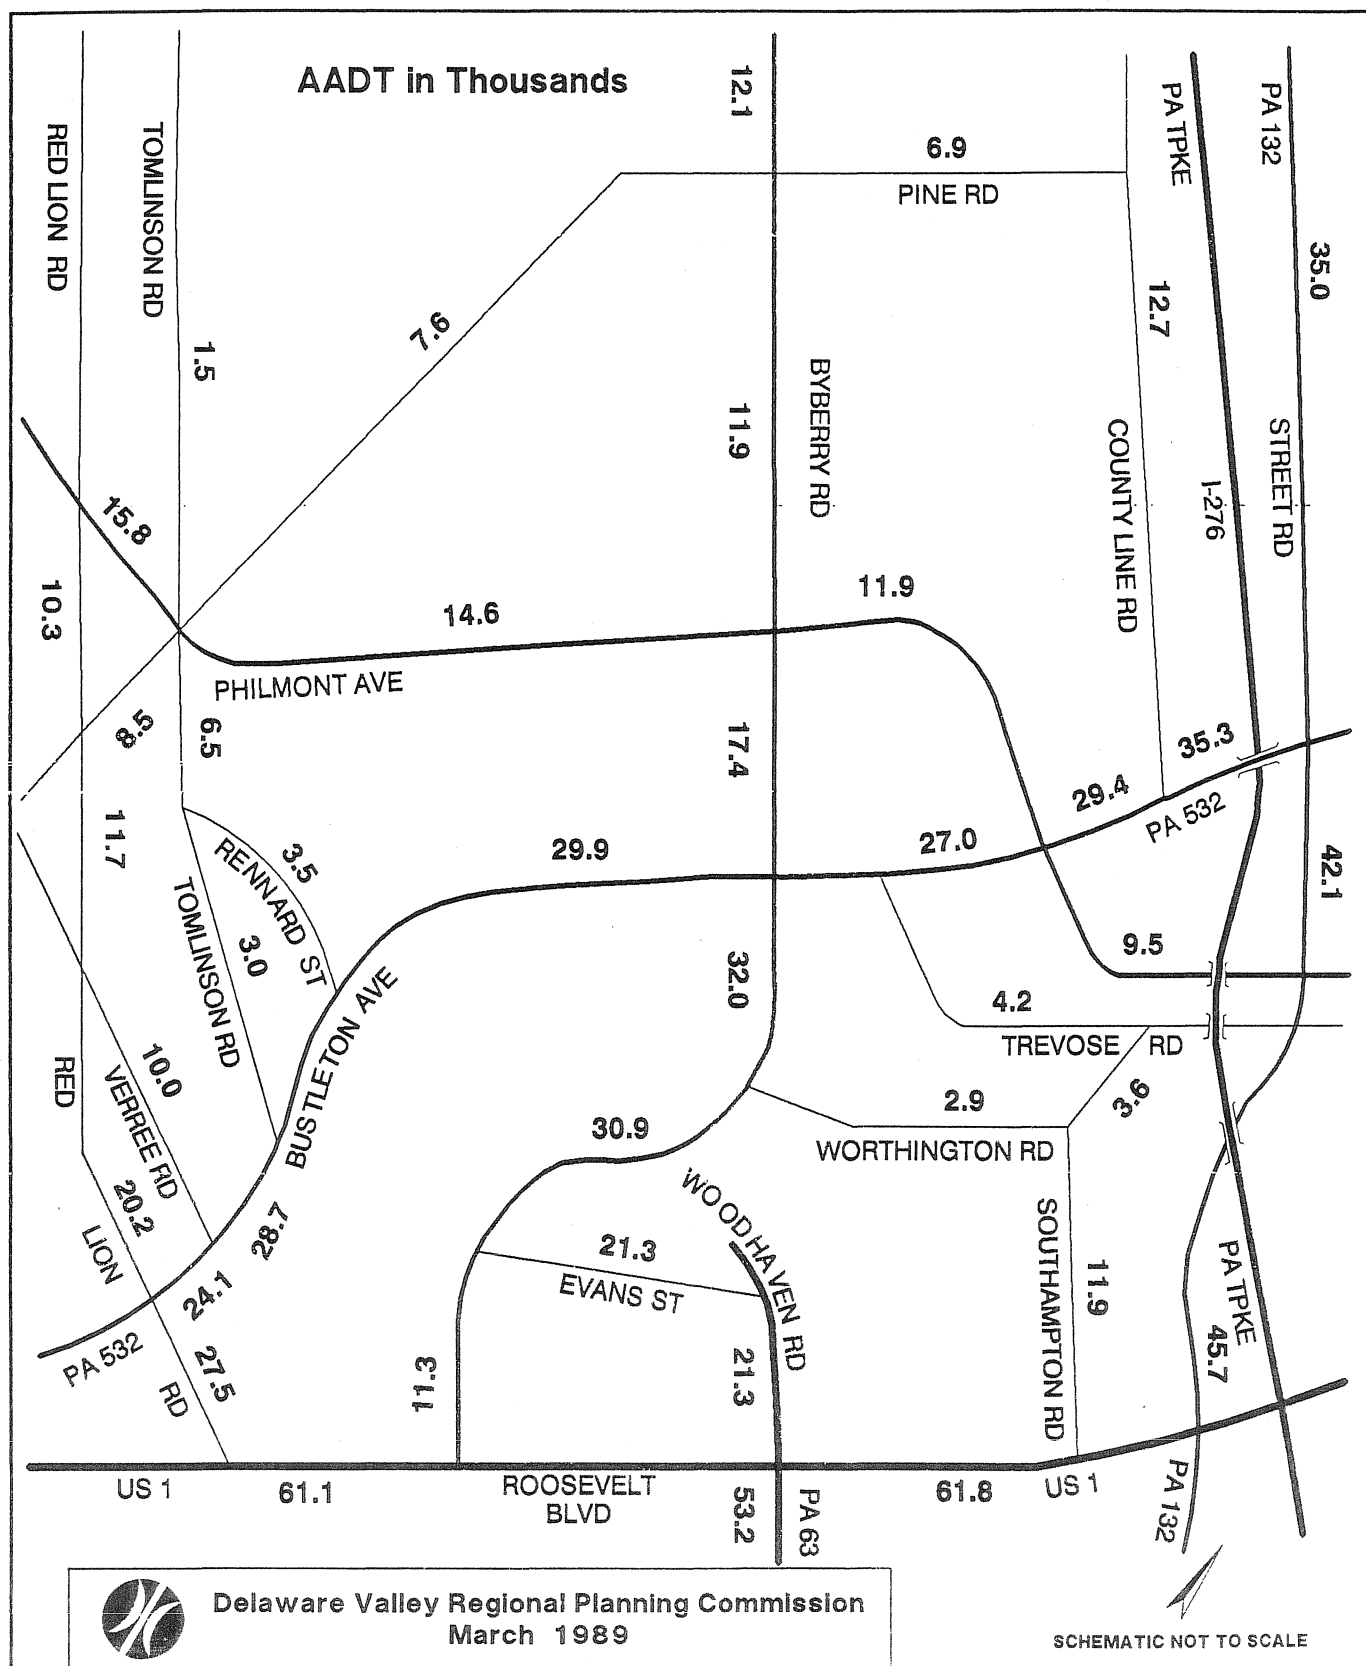 AADT in Thousands
RED LION RD
TOMLINSON RD
12.1
6.9
PINE RD
PA TPKE
PA 132
35.0
7.6
1.5
12.7
BYBERRY RD
11.9
COUNTY LINE RD
I-276
STREET RD
15.8
10.3
14.6
11.9
PHILMONT AVE
8.5
6.5
17.4
35.3
29.4
PA 532
27.0
29.9
11.7
3.5
RENNARD ST
TOMLINSON RD
3.0
42.1
32.0
9.5
4.2
TREVOSE RD
BUSTLETON AVE
RED
LION
RD
10.0
VERREE RD
20.2
2.9
WORTHINGTON RD
3.6
30.9
WOODHAVEN RD
28.7
21.3
EVANS ST
SOUTHAMPTON RD
11.9
PA TPKE
45.7
24.1
PA 532
27.5
11.3
21.3
US 1
61.1
ROOSEVELT
BLVD
53.2
PA 63
61.8
US 1
PA 132
Delaware Valley Regional Planning Commission
March 1989
SCHEMATIC NOT TO SCALE